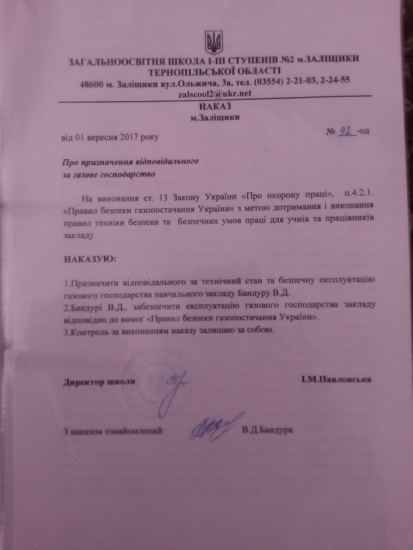 ЗАГАЛЬНООСВІТНЯ ШКОЛА І-ІІІ СТУПЕНІВ №2 м.ЗАЛІЩИКИ
ТЕРНОПІЛЬСЬКОЇ ОБЛАСТІ
48600 м. Заліщики вул.Ольжича, 3а, тел. (03554) 2-21-03, 2-24-55
zalscool2@ukr.net
НАКАЗ
м.Заліщики
від 01 вересня 2017 року № 92 -од
Про призначення відповідального
за газове господарство
На виконання ст. 13 Закону України «Про охорону праці», п.4.2.1.
«Правил безпеки газопостачання України» з метою дотримання і виконання
правил техніки безпеки та безпечних умов праці для учнів та працівників
закладу
НАКАЗУЮ:
1.Призначити відповідального за технічний стан та безпечну експлуатацію
газового господарства навчального закладу Бандуру В.Д.
2.Бандурі В.Д., забезпечити експлуатацію газового господарства закладу
відповідно до вимог «Правил безпеки газопостачання України».
3.Контроль за виконанням наказу залишаю за собою.
Директор школи І.М.Павловська
З наказом ознайомлений В.Д.Бандура